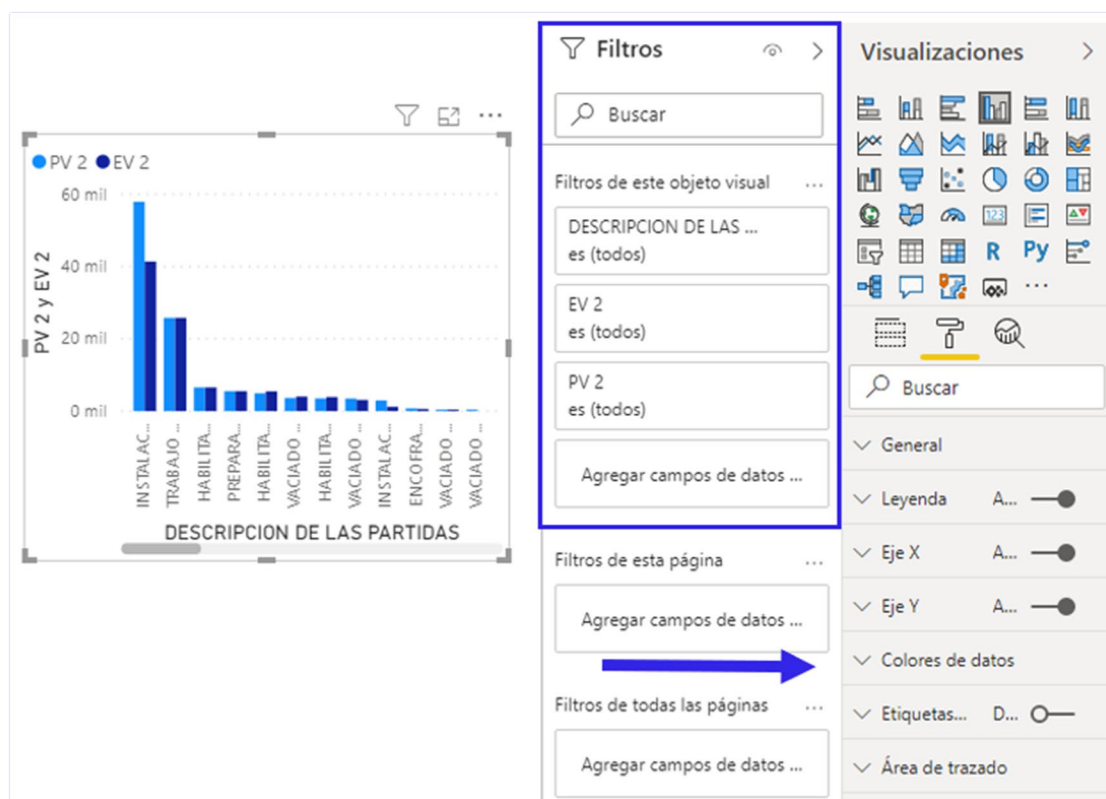 PV 2 EV 2
60 mil
40 mil
20 mil
0 mil
PV 2 y EV 2
INSTALAC...
TRABAJO ...
HABILITA...
PREPARA...
HABILITA...
VACIADO ...
HABILITA...
VACIADO ...
INSTALAC...
ENCOFRA...
VACIADO ...
VACIADO ...
DESCRIPCION DE LAS PARTIDAS
Filtros
Buscar
Filtros de este objeto visual ...
DESCRIPCION DE LAS ...
es (todos)
EV 2
es (todos)
PV 2
es (todos)
Agregar campos de datos ...
Filtros de esta página ...
Agregar campos de datos ...
Filtros de todas las páginas ...
Agregar campos de datos ...
Visualizaciones
123
R Py
...
Buscar
General
Leyenda A...
Eje X A...
Eje Y A...
Colores de datos
Etiquetas... D...
Área de trazado